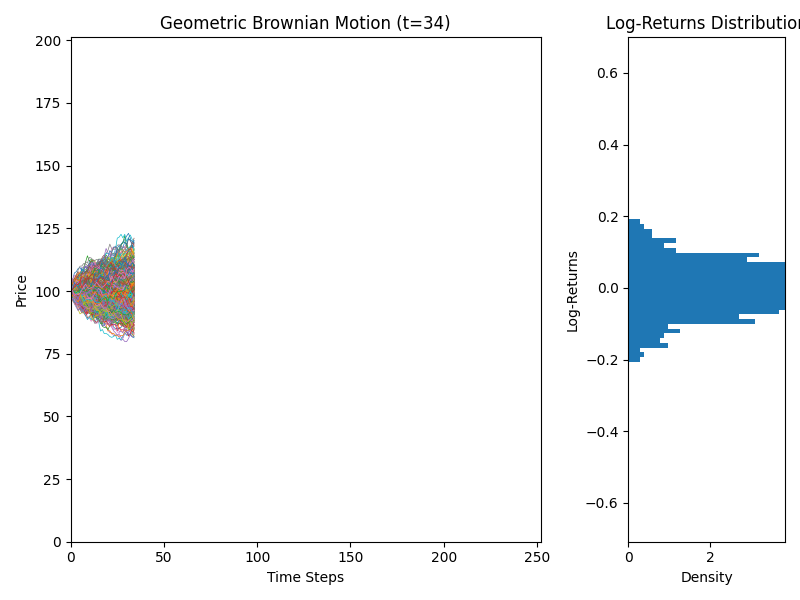 Geometric Brownian Motion (t=34)
200
175
150
125
100
75
50
25
0
Price
0 50 100 150 200 250
Time Steps
Log-Returns Distribution
0.6
0.4
0.2
0.0
−0.2
−0.4
−0.6
Log-Returns
0 2
Density